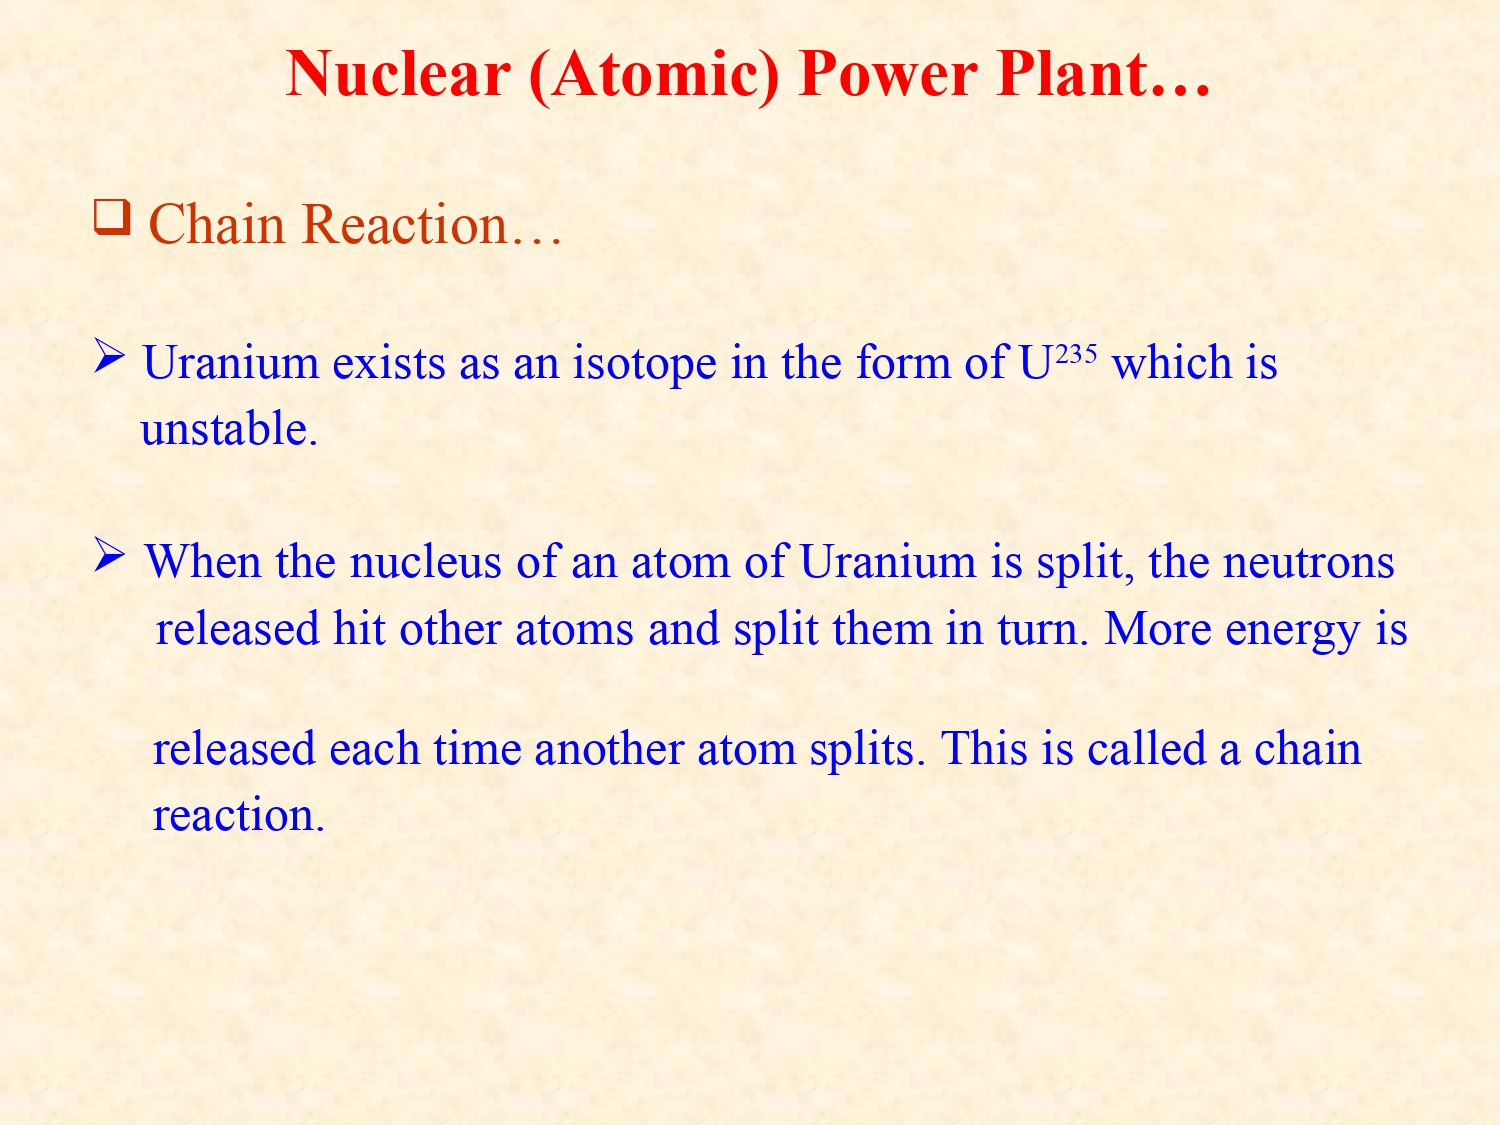 Nuclear (Atomic) Power Plant…
Chain Reaction…
Uranium exists as an isotope in the form of U²³⁵ which is
unstable.
When the nucleus of an atom of Uranium is split, the neutrons
released hit other atoms and split them in turn. More energy is
released each time another atom splits. This is called a chain
reaction.